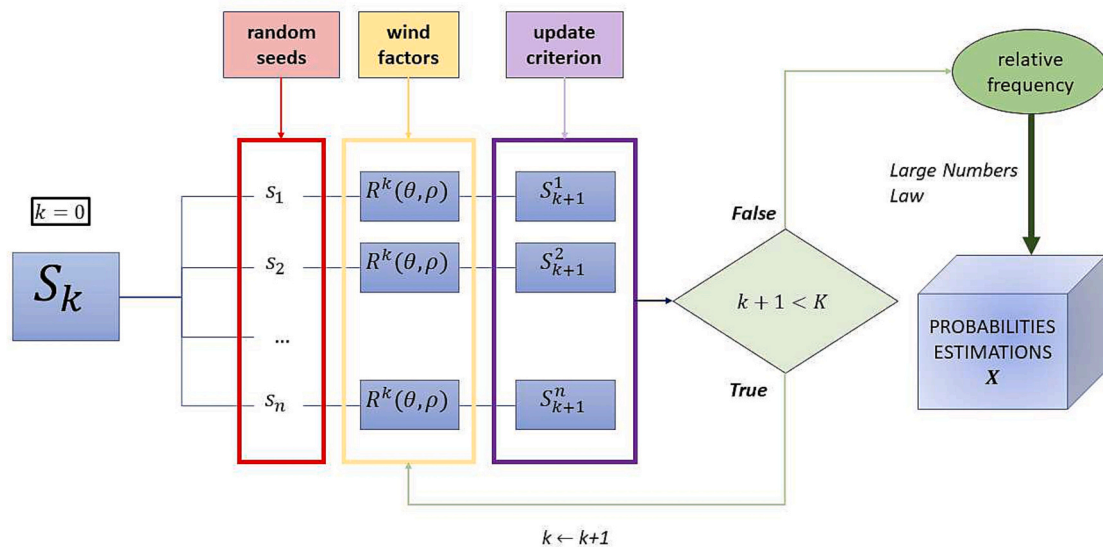 random
seeds
wind
factors
update
criterion
relative
frequency
k = 0
S_k
s_1
R^k(θ, ρ)
S^1_{k+1}
s_2
R^k(θ, ρ)
S^2_{k+1}
...
s_n
R^k(θ, ρ)
S^n_{k+1}
False
k + 1 < K
True
k ← k+1
Large Numbers
Law
PROBABILITIES
ESTIMATIONS
X